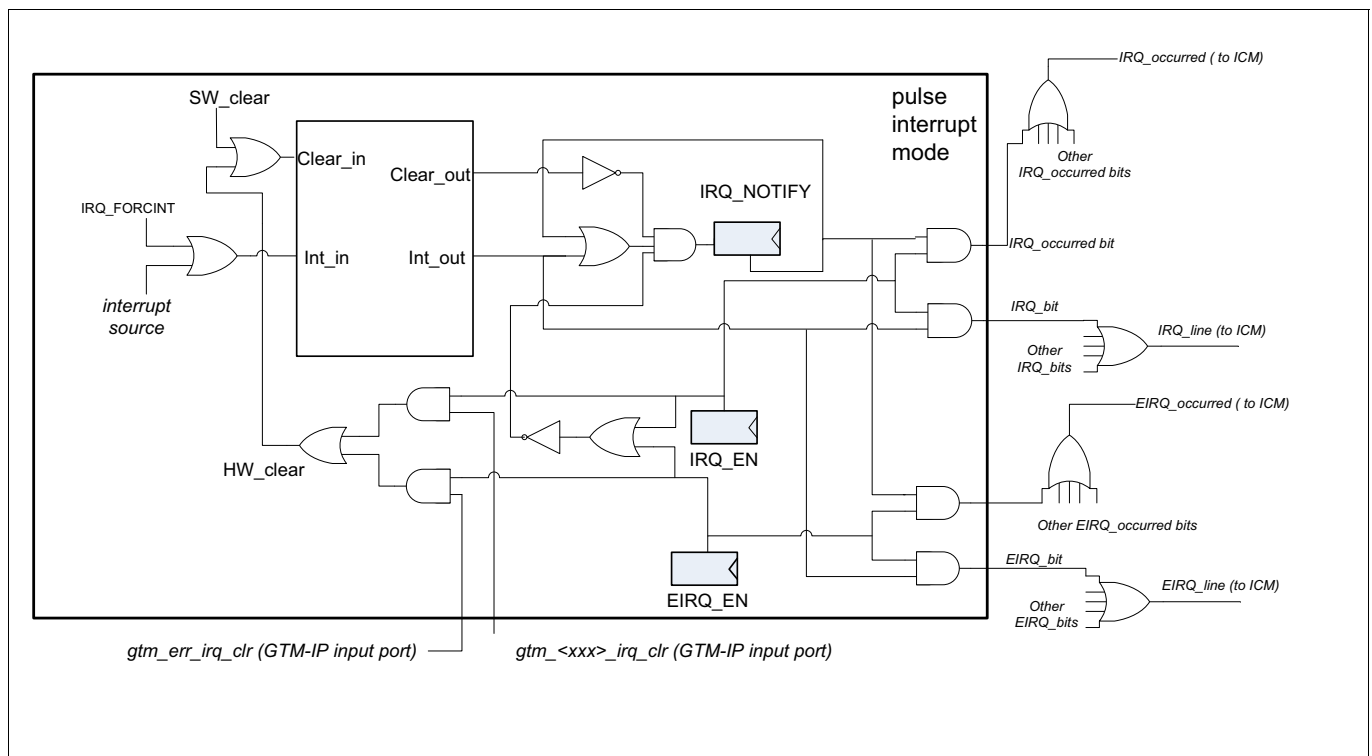 IRQ_occurred ( to ICM)
SW_clear
pulse
interrupt
mode
Clear_in
Clear_out
Other
IRQ_occurred bits
IRQ_NOTIFY
IRQ_FORCINT
IRQ_occurred bit
Int_in
Int_out
interrupt
source
IRQ_bit
IRQ_line (to ICM)
Other
IRQ_bits
EIRQ_occurred ( to ICM)
HW_clear
IRQ_EN
Other EIRQ_occurred bits
EIRQ_bit
EIRQ_line (to ICM)
EIRQ_EN
Other
EIRQ_bits
gtm_err_irq_clr (GTM-IP input port)
gtm_<xxx>_irq_clr (GTM-IP input port)